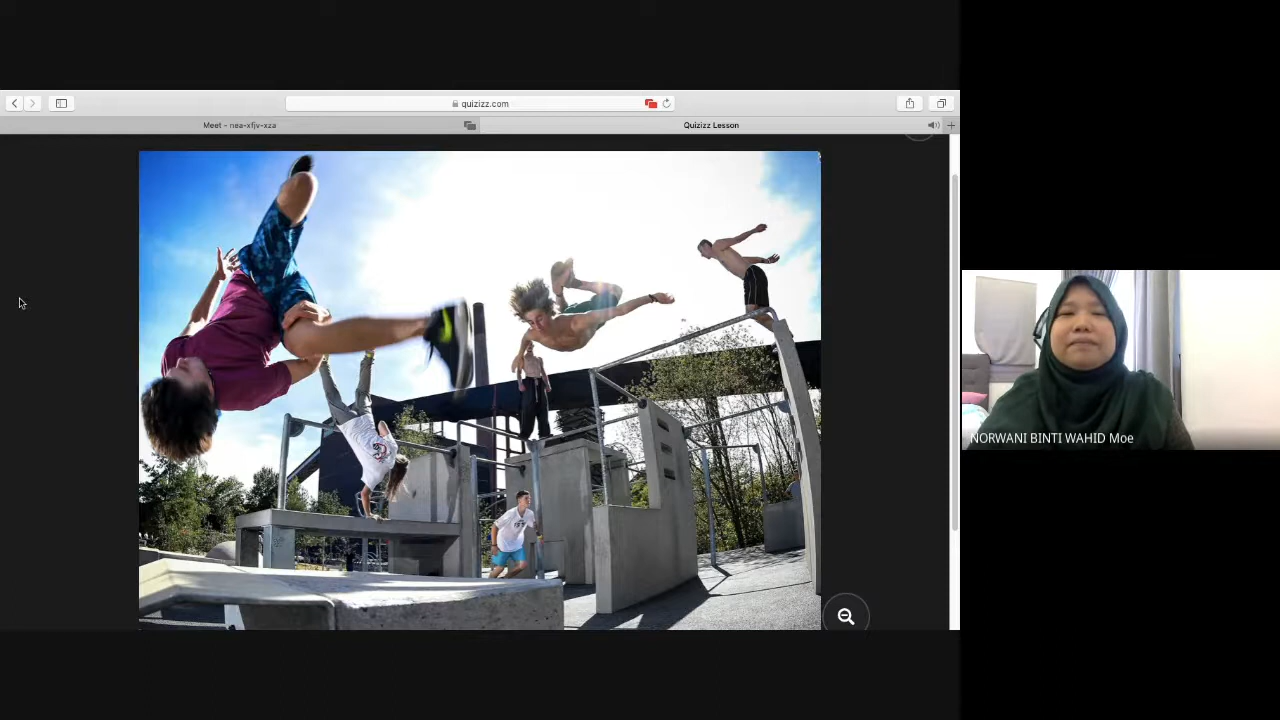 quizizz.com
Meet - nea-xfjv-xza
Quizizz Lesson
NORWANI BINTI WAHID Moe